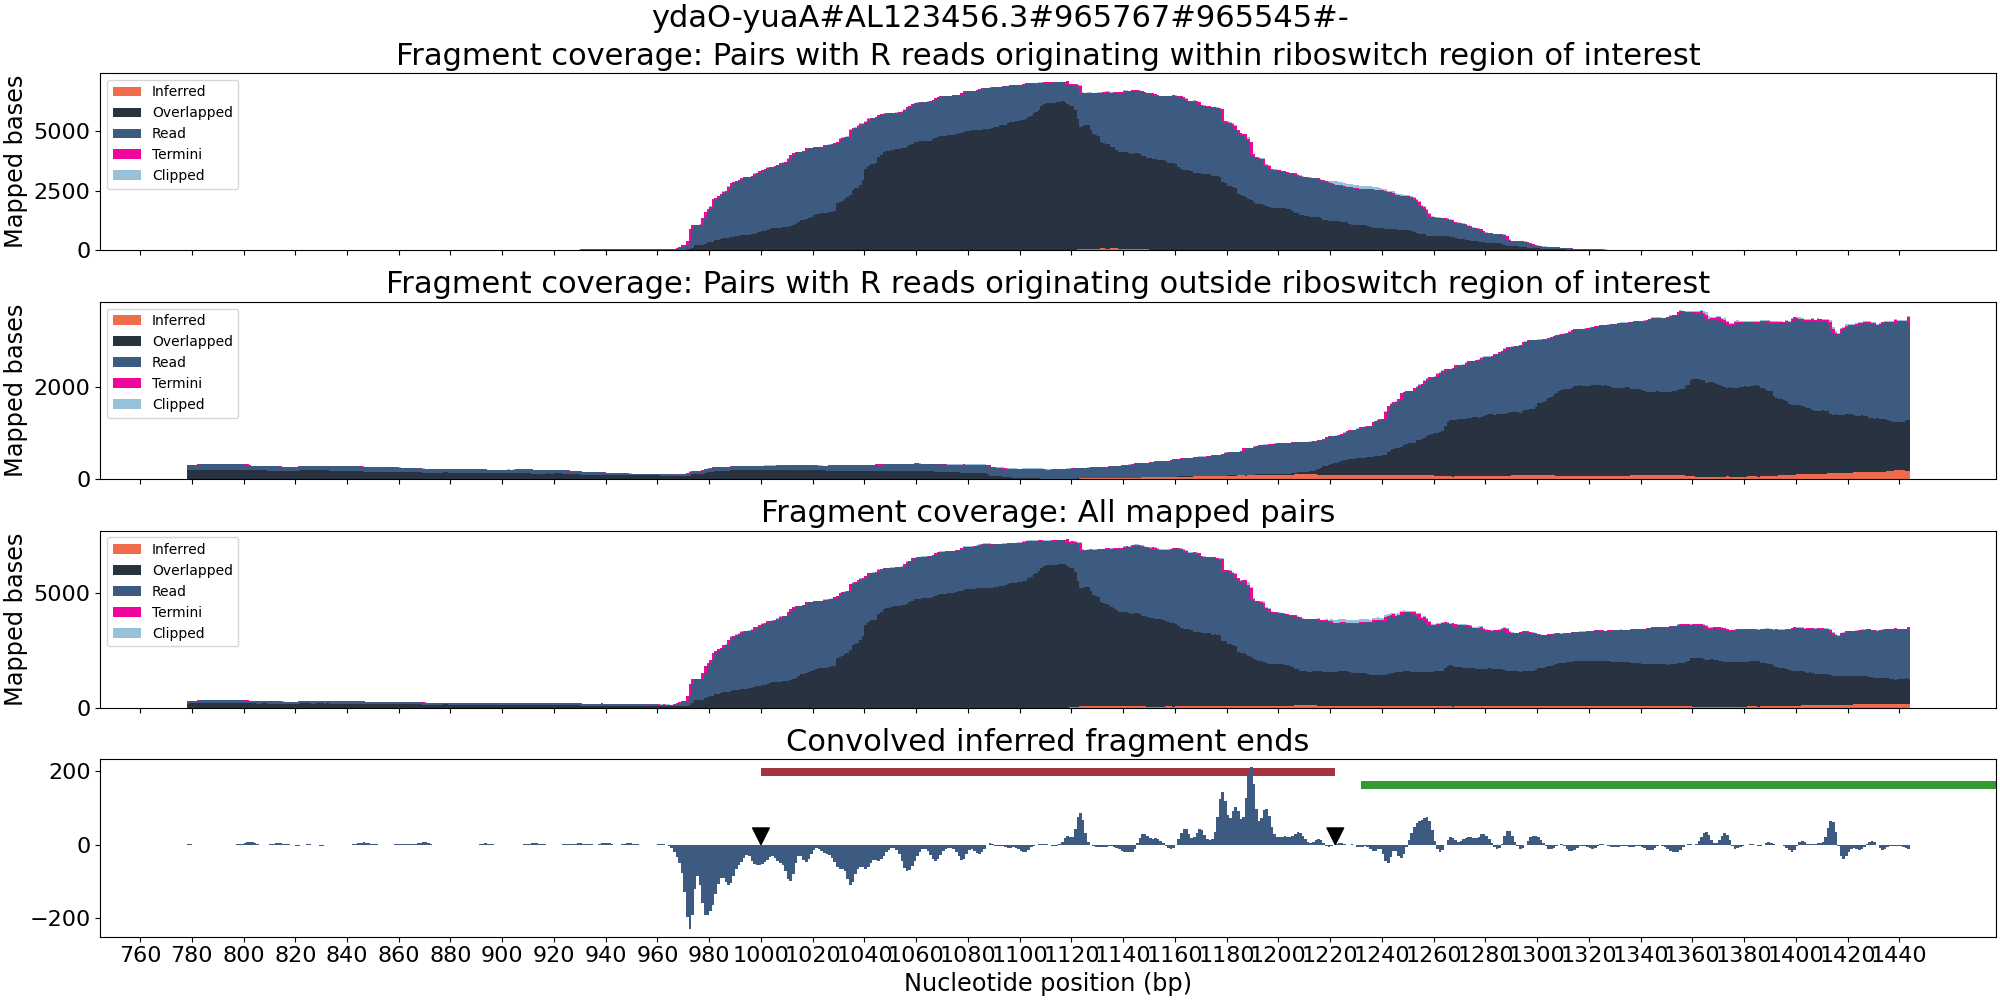 ydaO-yuaA#AL123456.3#965767#965545#-
Fragment coverage: Pairs with R reads originating within riboswitch region of interest
Mapped bases
5000
2500
0
Inferred
Overlapped
Read
Termini
Clipped
Fragment coverage: Pairs with R reads originating outside riboswitch region of interest
Mapped bases
2000
0
Inferred
Overlapped
Read
Termini
Clipped
Fragment coverage: All mapped pairs
Mapped bases
5000
0
Inferred
Overlapped
Read
Termini
Clipped
Convolved inferred fragment ends
200
0
−200
760 780 800 820 840 860 880 900 920 940 960 980 1000 1020 1040 1060 1080 1100 1120 1140 1160 1180 1200 1220 1240 1260 1280 1300 1320 1340 1360 1380 1400 1420 1440
Nucleotide position (bp)